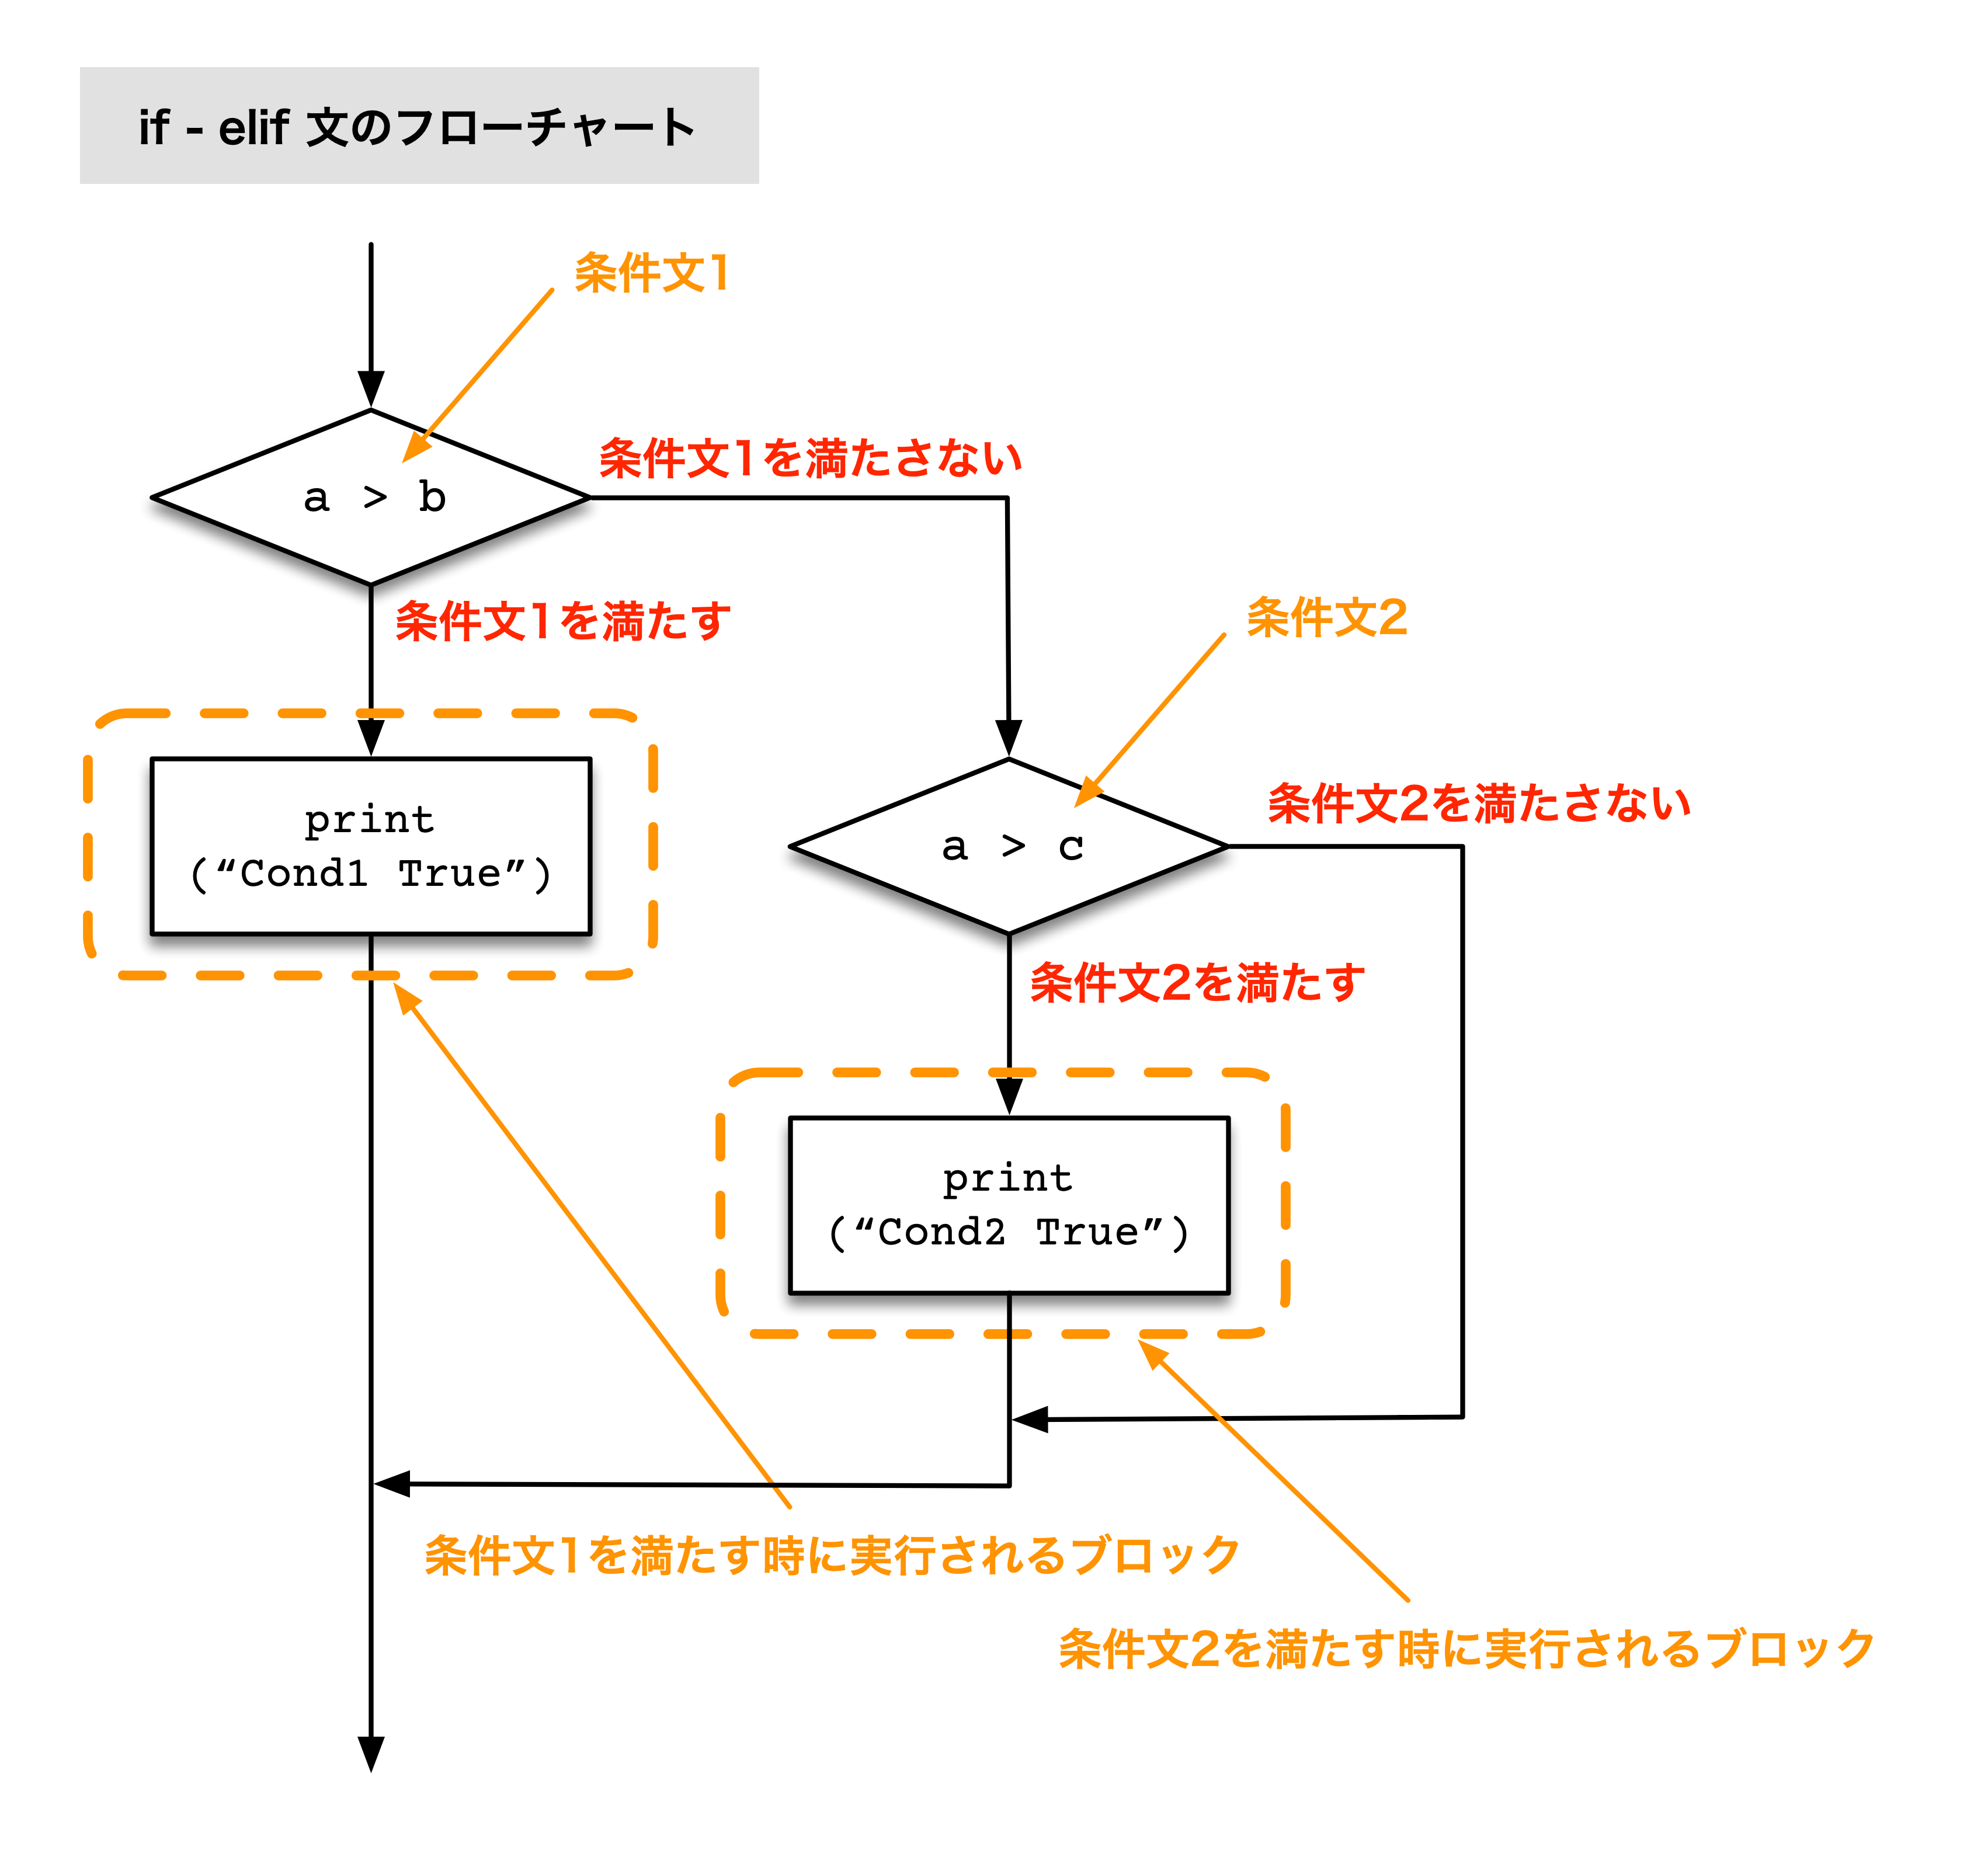 if - elif 文のフローチャート
条件文1
条件文1を満たさない
a > b
条件文1を満たす
条件文2
print
(“Cond1 True”)
条件文2を満たさない
a > c
条件文2を満たす
print
(“Cond2 True”)
条件文1を満たす時に実行されるブロック
条件文2を満たす時に実行されるブロック